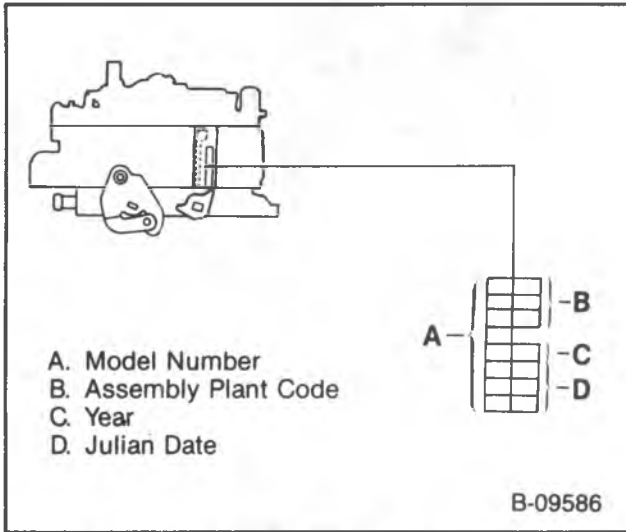 A
B
C
D
A. Model Number
B. Assembly Plant Code
C. Year
D. Julian Date
B-09586